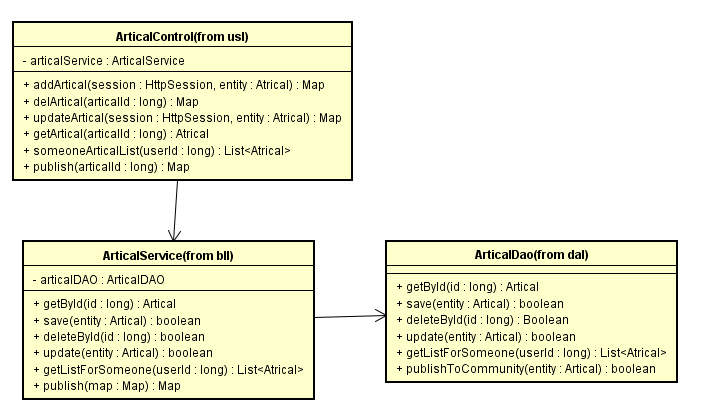 ArticalControl(from usl)
- articalService : ArticalService
+ addArtical(session : HttpSession, entity : Atrical) : Map
+ delArtical(articalId : long) : Map
+ updateArtical(session : HttpSession, entity : Atrical) : Map
+ getArtical(articalId : long) : Atrical
+ someoneArticalList(userId : long) : List<Atrical>
+ publish(articalId : long) : Map
ArticalService(from bll)
- articalDAO : ArticalDAO
+ getById(id : long) : Artical
+ save(entity : Artical) : boolean
+ deleteById(id : long) : boolean
+ update(entity : Artical) : boolean
+ getListForSomeone(userId : long) : List<Atrical>
+ publish(map : Map) : Map
ArticalDao(from dal)
+ getById(id : long) : Artical
+ save(entity : Artical) : boolean
+ deleteById(id : long) : Boolean
+ update(entity : Artical) : boolean
+ getListForSomeone(userId : long) : List<Atrical>
+ publishToCommunity(entity : Artical) : boolean